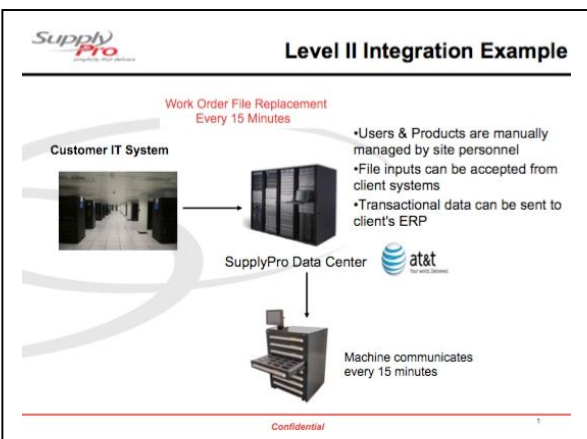 Supply
Pro
simplicity that delivers
Level II Integration Example
Work Order File Replacement
Every 15 Minutes
Customer IT System
•Users & Products are manually
managed by site personnel
•File inputs can be accepted from
client systems
•Transactional data can be sent to
client's ERP
SupplyPro Data Center
at&t
Your world. Delivered.
Machine communicates
every 15 minutes
Confidential
1